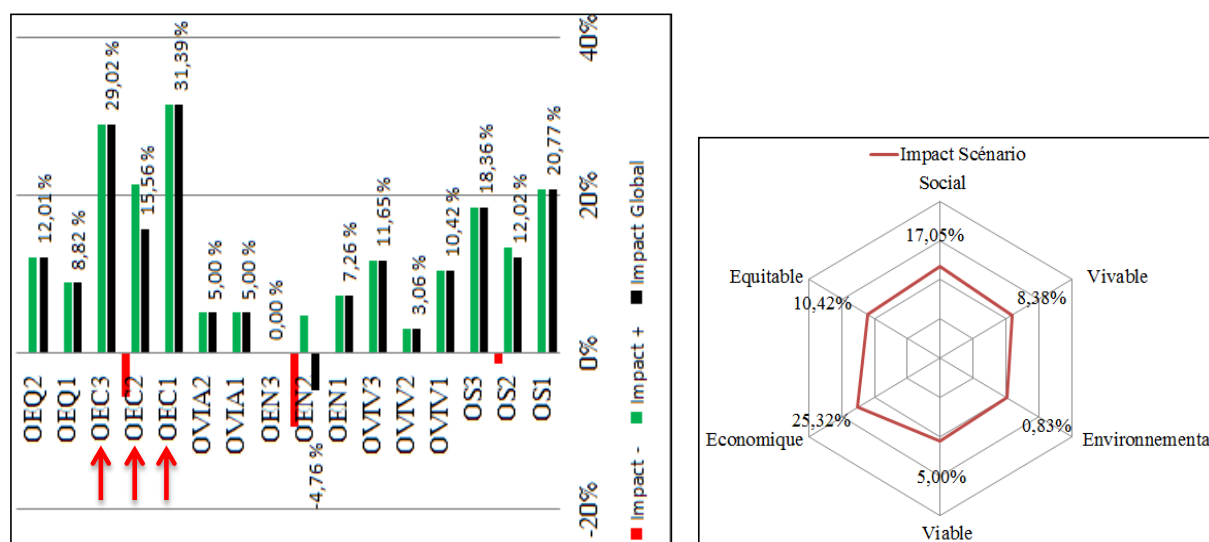 40%
20%
0%
-20%
12,01 %
8,82 %
29,02 %
15,56 %
31,39 %
5,00 %
5,00 %
0,00 %
-4,76 %
7,26 %
11,65 %
3,06 %
10,42 %
18,36 %
12,02 %
20,77 %
OEQ2
OEQ1
OEC3
OEC2
OEC1
OVIA2
OVIA1
OEN3
OEN2
OEN1
OVIV3
OVIV2
OVIV1
OS3
OS2
OS1
Impact -
Impact +
Impact Global
Impact Scénario
Social
17,05%
Equitable
Vivable
10,42%
8,38%
25,32%
0,83%
Economique
Environnementa
5,00%
Viable